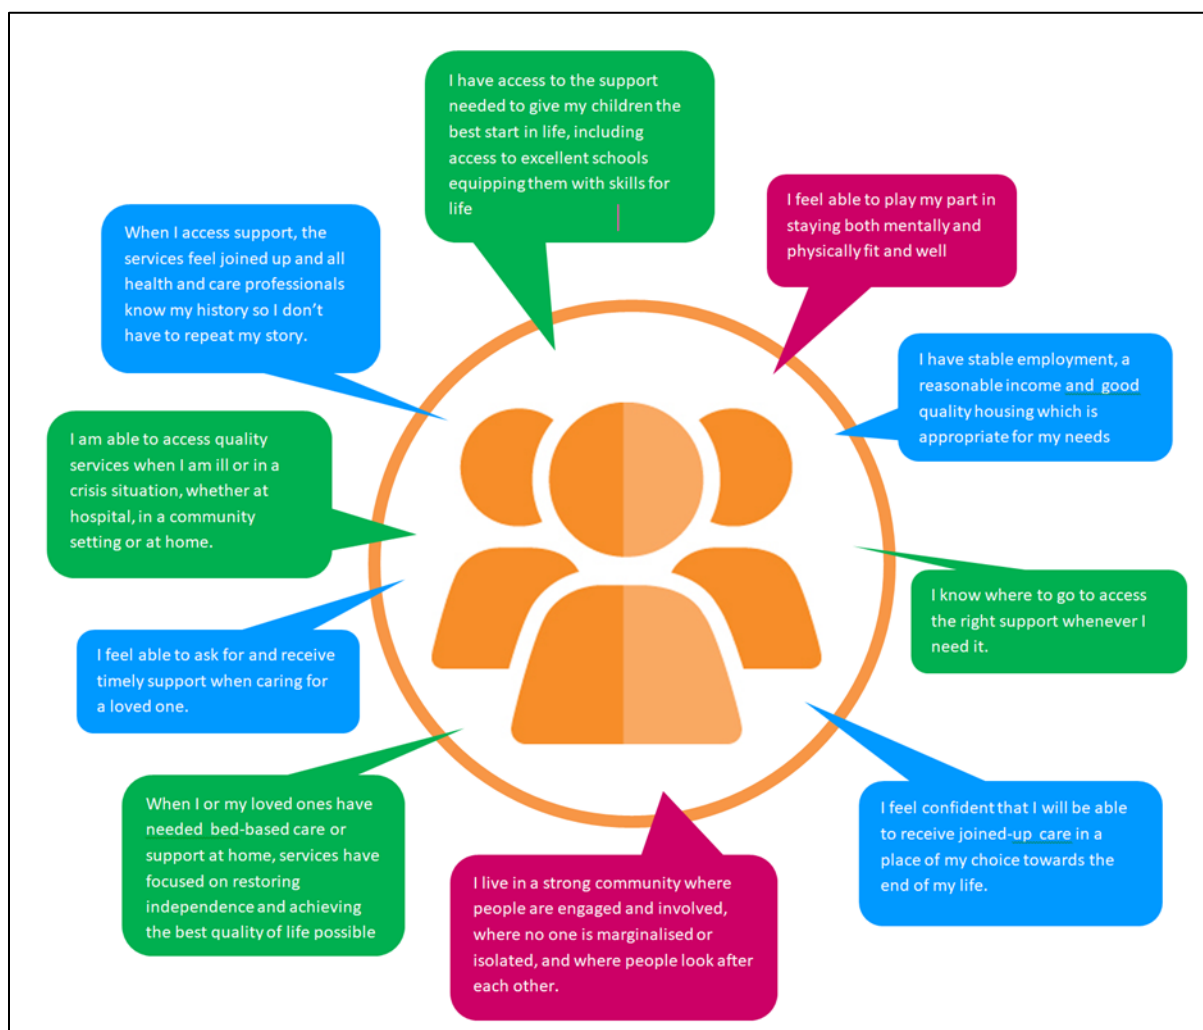 I have access to the support
needed to give my children the
best start in life, including
access to excellent schools
equipping them with skills for
life
I feel able to play my part in
staying both mentally and
physically fit and well
When I access support, the
services feel joined up and all
health and care professionals
know my history so I don't
have to repeat my story.
I have stable employment, a
reasonable income and  good
quality housing which is
appropriate for my needs
I am able to access quality
services when I am ill or in a
crisis situation, whether at
hospital, in a community
setting or at home.
I know where to go to access
the right support whenever I
need it.
I feel able to ask for and receive
timely support when caring for
a loved one.
When I or my loved ones have
needed  bed-based care or
support at home, services have
focused on restoring
independence and achieving
the best quality of life possible
I feel confident that I will be able
to receive joined-up  care in a
place of my choice towards the
end of my life.
I live in a strong community where
people are engaged and involved,
where no one is marginalised or
isolated, and where people look after
each other.